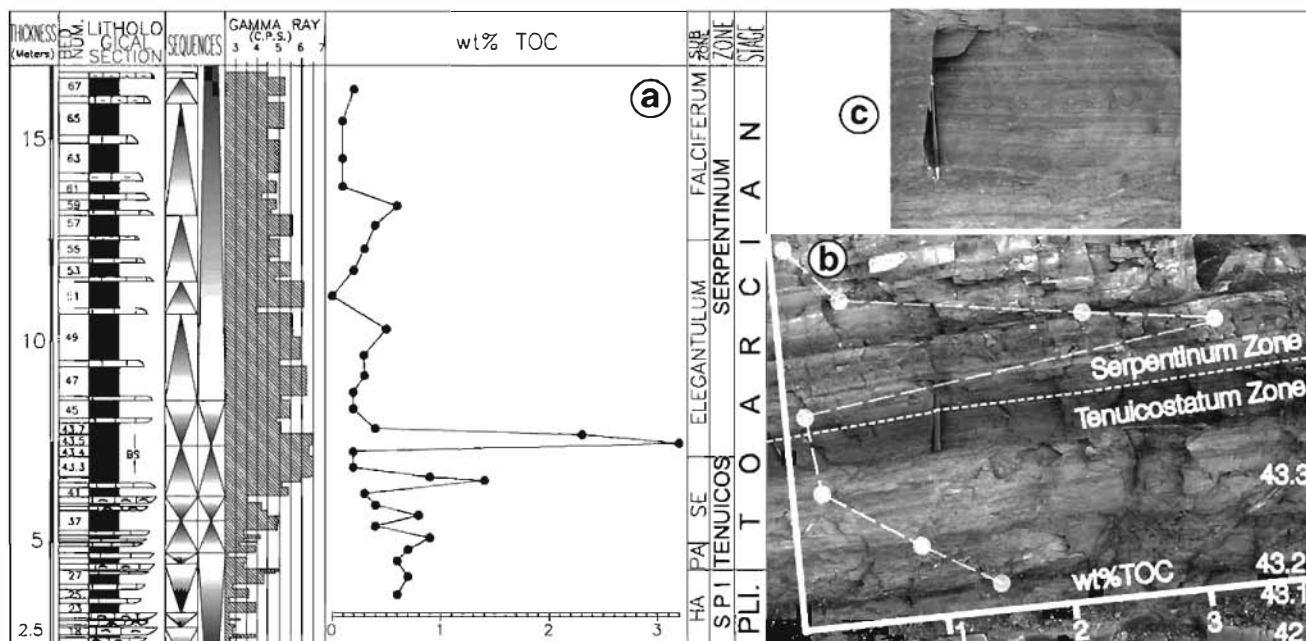 THICKNESS
(Meters)
BED
NUM.
LITHOLO
GICAL
SECTION
SEQUENCES
GAMMA RAY
(C.P.S.)
3 4 5 6 7
wt% TOC
SUB
ZONE
ZONE
STAGE
15
10
5
2.5
67
65
63
61
59
57
55
53
51
49
47
45
43.7
43.5
43.4
43.3
41
37
27
25
23
18
BS
0 1 2 3
FALCIFERUM
ELEGANTULUM
SE
PA
HA
SERPENTINUM
TENUICOS
SPI
TOARCIAN
PLI.
a
c
b
Serpentinum Zone
Tenuicostatum Zone
43.3
43.2
43.1
42
wt%TOC
1 2 3